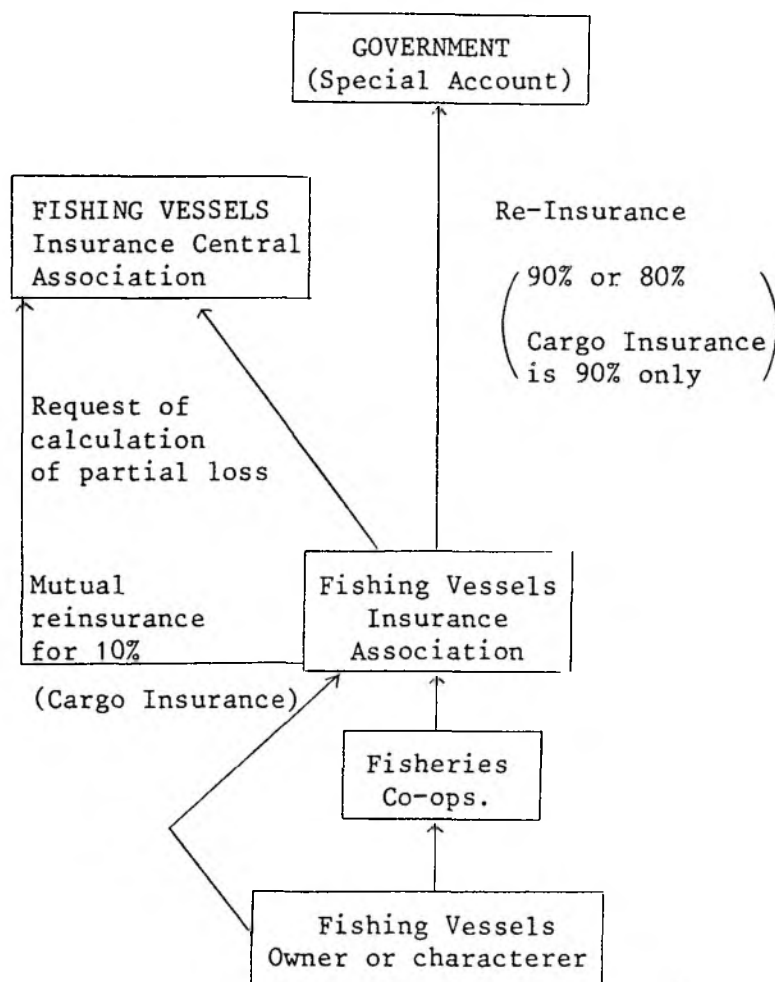 GOVERNMENT
(Special Account)
FISHING VESSELS
Insurance Central
Association
Re-Insurance
90% or 80%
Cargo Insurance
is 90% only
Request of
calculation
of partial loss
Mutual
reinsurance
for 10%
(Cargo Insurance)
Fishing Vessels
Insurance
Association
Fisheries
Co-ops.
Fishing Vessels
Owner or characterer